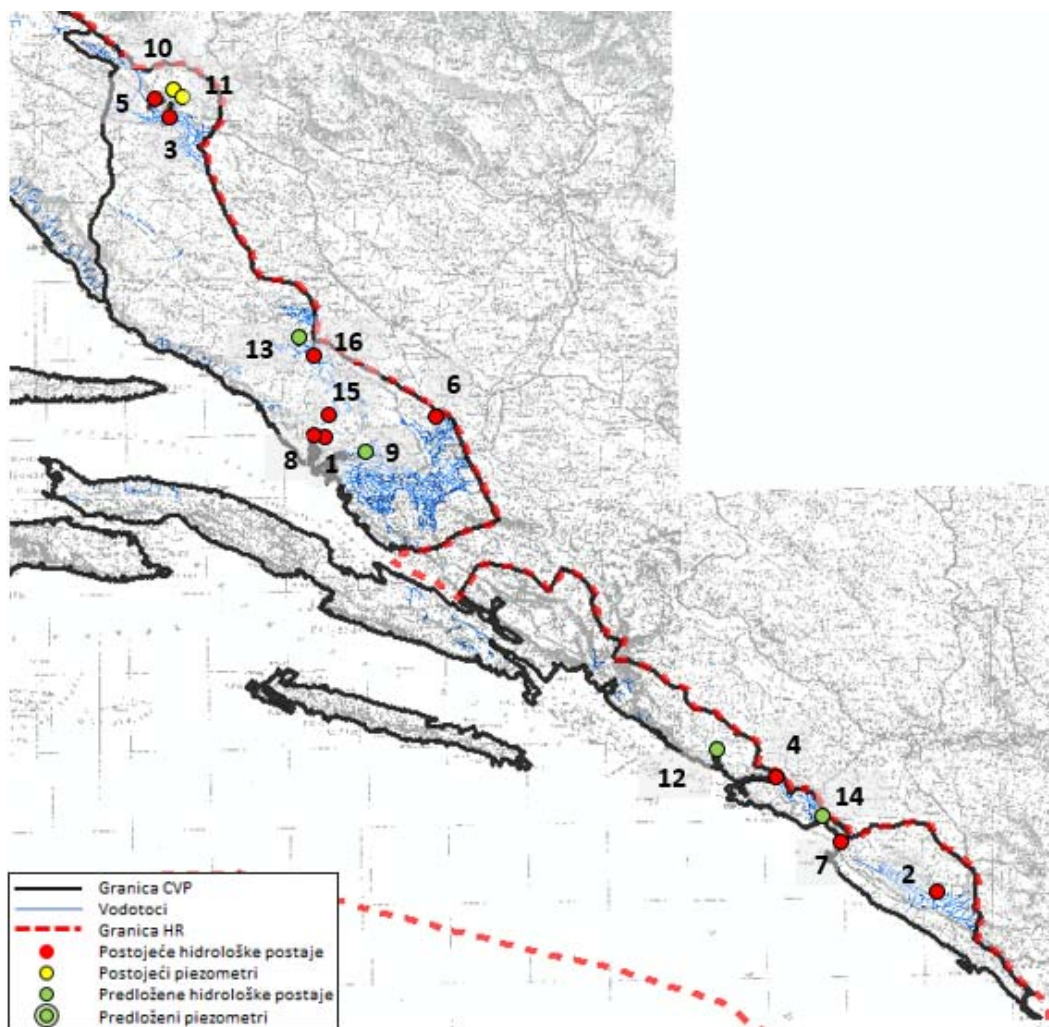 10
11
5
3
16
13
6
15
9
8
1
4
12
14
7
2
Granica CVP
Vodotoci
Granica HR
Postojeće hidrološke postaje
Postojeći piezometri
Predložene hidrološke postaje
Predloženi piezometri